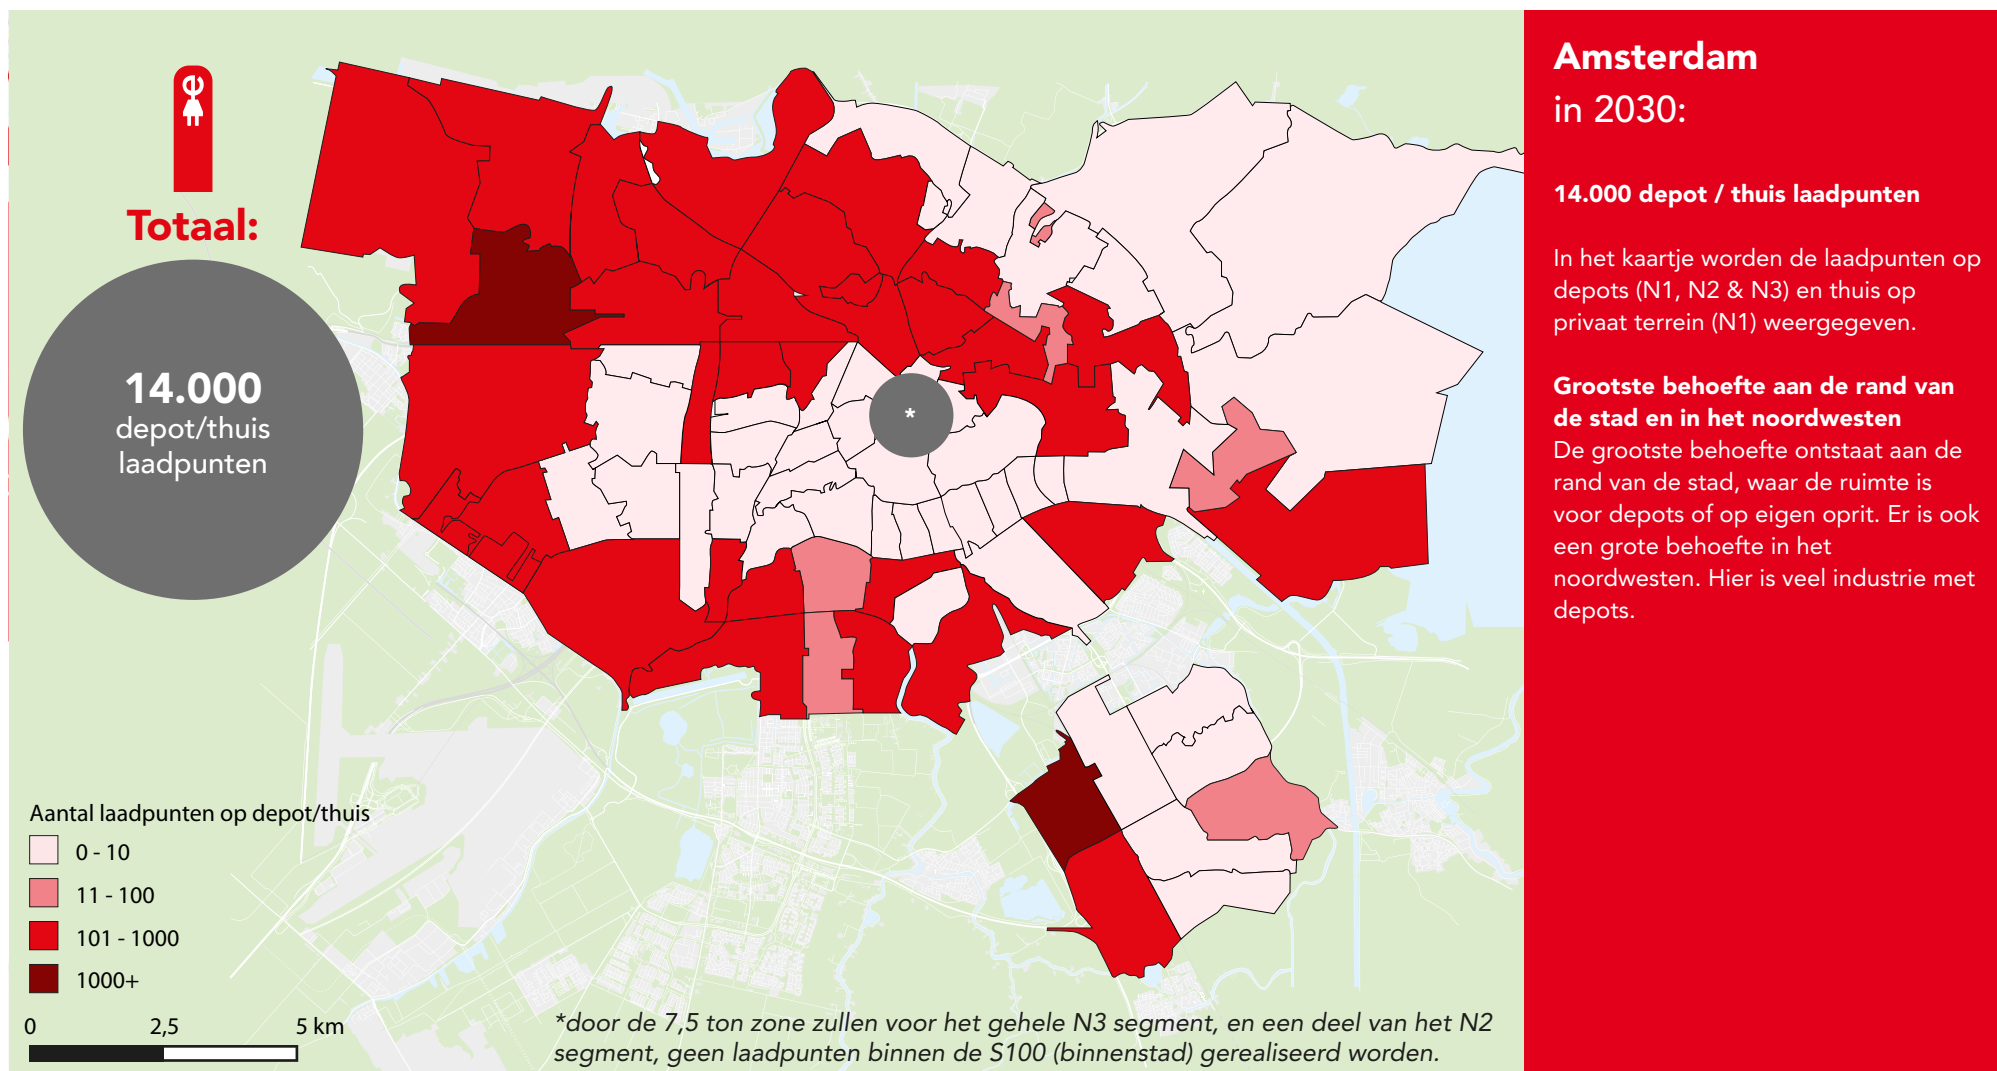 Totaal:
14.000
depot/thuis
laadpunten
*
Aantal laadpunten op depot/thuis
0 - 10
11 - 100
101 - 1000
1000+
0 2,5 5 km
*door de 7,5 ton zone zullen voor het gehele N3 segment, en een deel van het N2
segment, geen laadpunten binnen de S100 (binnenstad) gerealiseerd worden.
Amsterdam
in 2030:
14.000 depot / thuis laadpunten
In het kaartje worden de laadpunten op
depots (N1, N2 & N3) en thuis op
privaat terrein (N1) weergegeven.
Grootste behoefte aan de rand van
de stad en in het noordwesten
De grootste behoefte ontstaat aan de
rand van de stad, waar de ruimte is
voor depots of op eigen oprit. Er is ook
een grote behoefte in het
noordwesten. Hier is veel industrie met
depots.